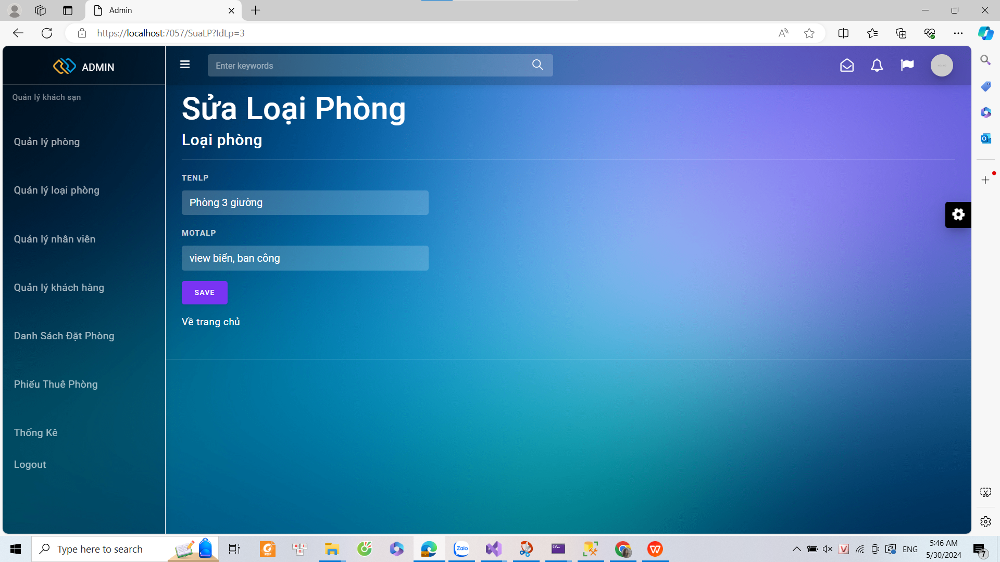 Admin
https://localhost:7057/SuaLP?IdLp=3
ADMIN
Enter keywords
Quản lý khách sạn
Quản lý phòng
Quản lý loại phòng
Quản lý nhân viên
Quản lý khách hàng
Danh Sách Đặt Phòng
Phiếu Thuê Phòng
Thống Kê
Logout
Sửa Loại Phòng
Loại phòng
TENLP
Phòng 3 giường
MOTALP
view biển, ban công
SAVE
Về trang chủ
Type here to search
PDF
Zalo
ENG
5:46 AM
5/30/2024
7